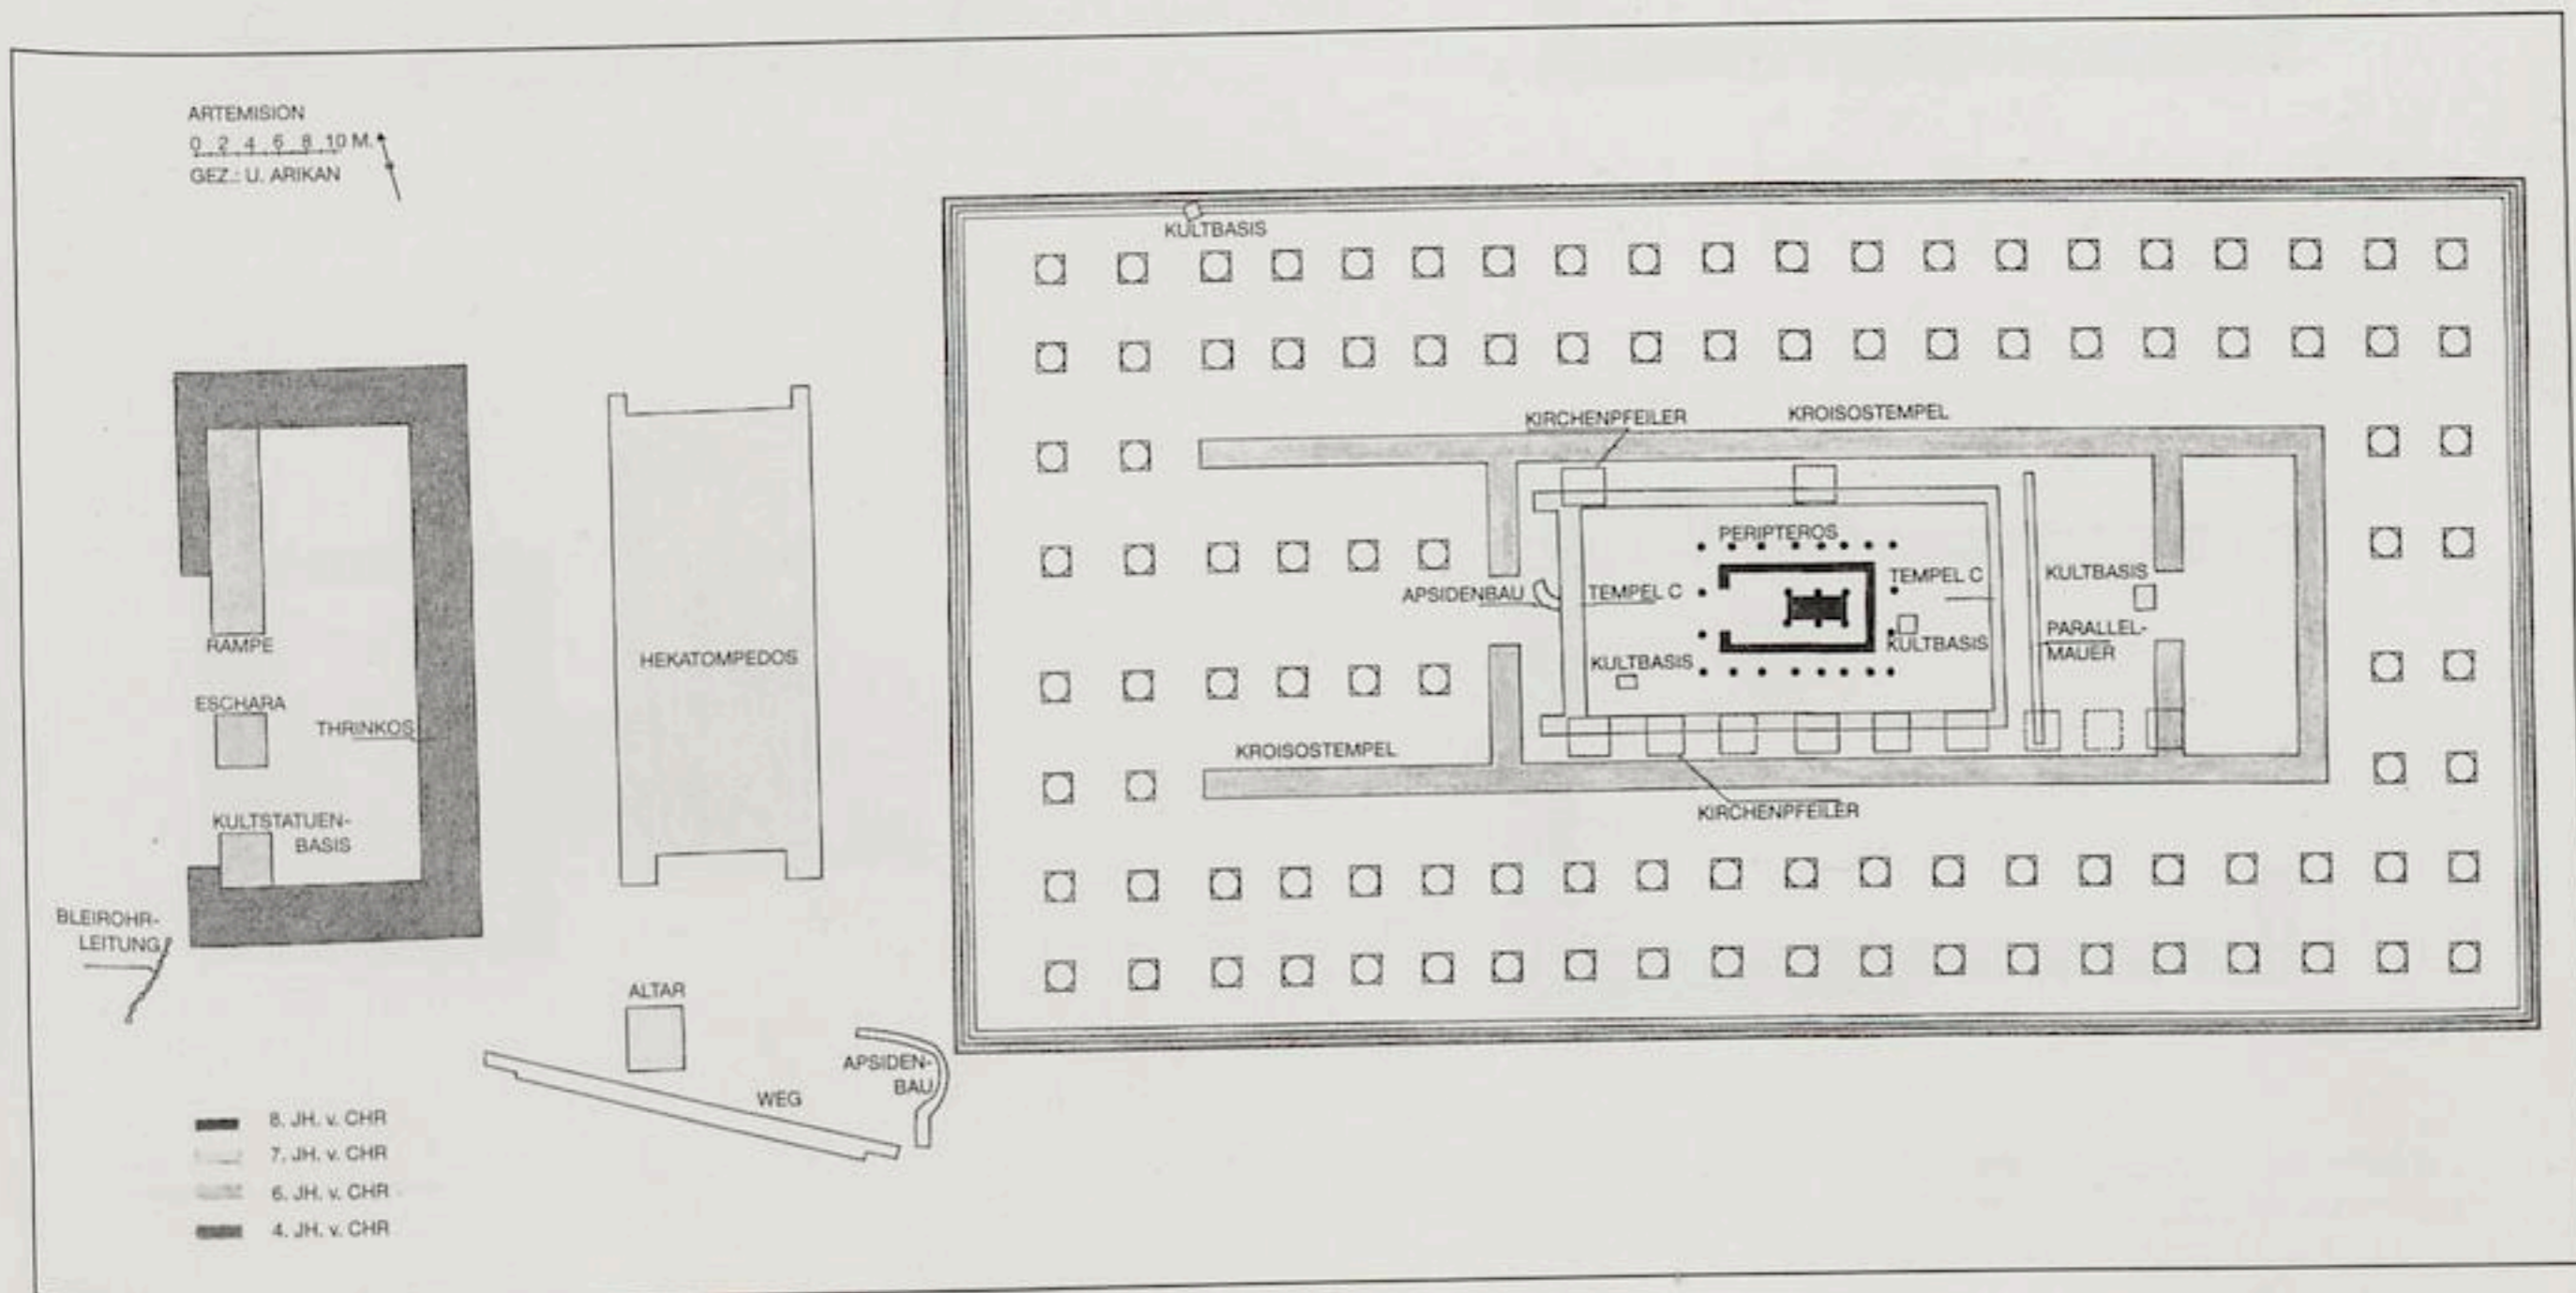 ARTEMISION
0 2 4 6 8 10 M.
GEZ.: U. ARIKAN
KULTBASIS
KIRCHENPFEILER
KROISOSTEMPEL
PERIPTEROS
APSIDENBAU
TEMPEL C
TEMPEL C
KULTBASIS
KULTBASIS
KULTBASIS
PARALLEL-
MAUER
KROISOSTEMPEL
KIRCHENPFEILER
RAMPE
ESCHARA
THRINKOS
KULTSTATUEN-
BASIS
HEKATOMPEDOS
BLEIROHR-
LEITUNG
ALTAR
WEG
APSIDEN-
BAU
8. JH. v. CHR
7. JH. v. CHR
6. JH. v. CHR
4. JH. v. CHR